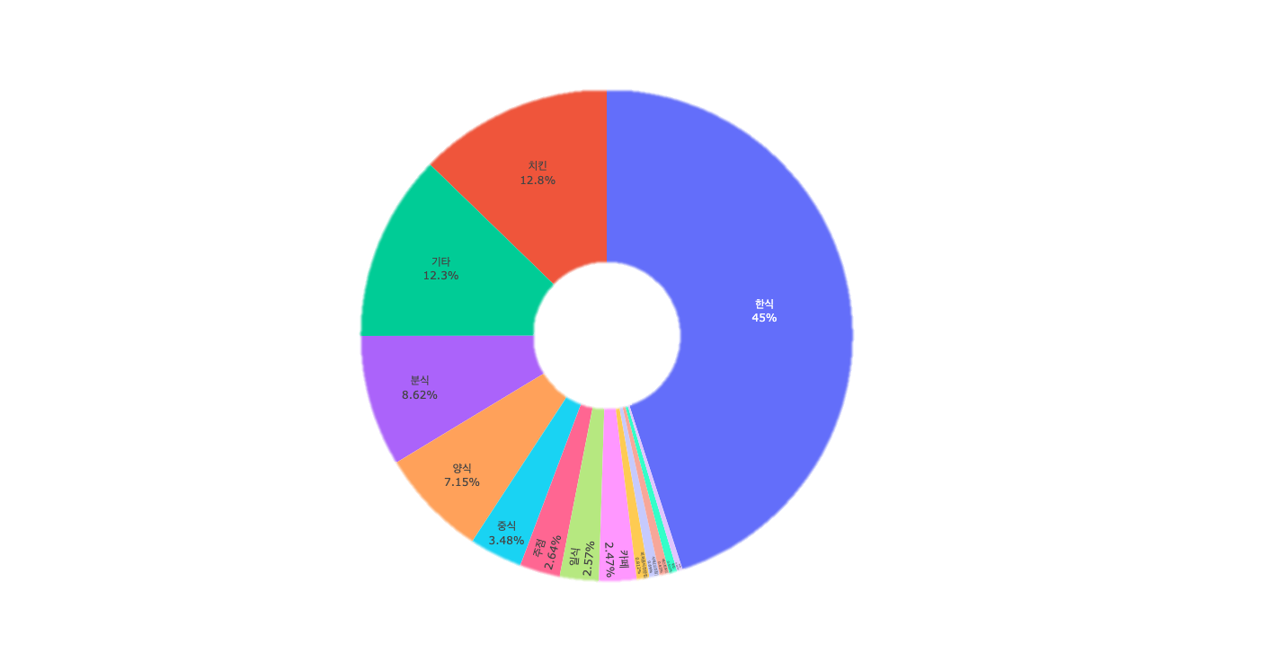 치킨
12.8%
한식
45%
기타
12.3%
분식
8.62%
양식
7.15%
중식
3.48%
주점
2.64%
일식
2.57%
카페
2.47%